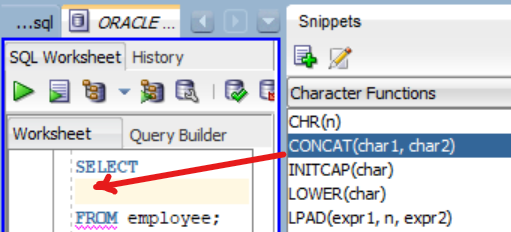 ...sql ORACLE ...
SQL Worksheet History
Worksheet Query Builder
SELECT
FROM employee;
Snippets
Character Functions
CHR(n)
CONCAT(char1, char2)
INITCAP(char)
LOWER(char)
LPAD(expr1, n, expr2)